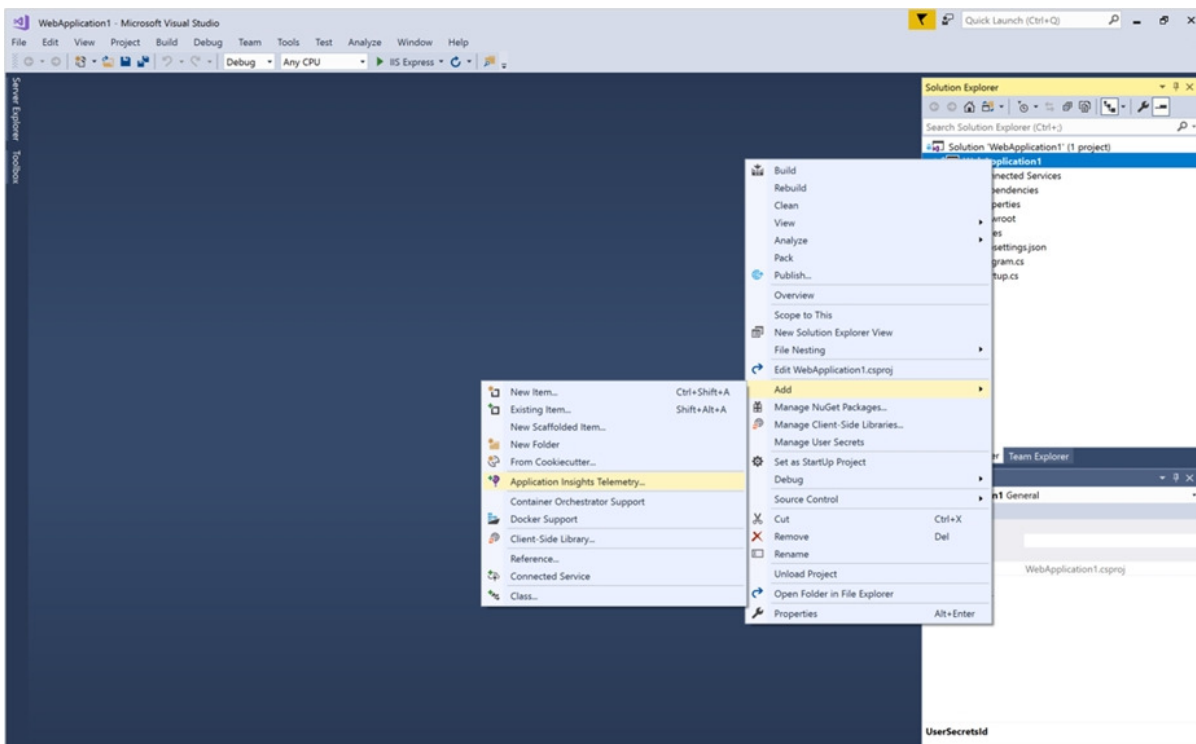 WebApplication1 - Microsoft Visual Studio
Quick Launch (Ctrl+Q)
File Edit View Project Build Debug Team Tools Test Analyze Window Help
Debug Any CPU IIS Express
Server Explorer
Toolbox
Solution Explorer
Search Solution Explorer (Ctrl+;)
Solution 'WebApplication1' (1 project)
plication1
nnected Services
endencies
perties
wroot
es
settings.json
gram.cs
tup.cs
Build
Rebuild
Clean
View
Analyze
Pack
Publish...
Overview
Scope to This
New Solution Explorer View
File Nesting
Edit WebApplication1.csproj
Add
Manage NuGet Packages...
Manage Client-Side Libraries...
Manage User Secrets
Set as StartUp Project
Debug
Source Control
Cut Ctrl+X
Remove Del
Rename
Unload Project
Open Folder in File Explorer
Properties Alt+Enter
New Item... Ctrl+Shift+A
Existing Item... Shift+Alt+A
New Scaffolded Item...
New Folder
From Cookiecutter...
Application Insights Telemetry...
Container Orchestrator Support
Docker Support
Client-Side Library...
Reference...
Connected Service
Class...
er Team Explorer
n1 General
WebApplication1.csproj
UserSecretsId